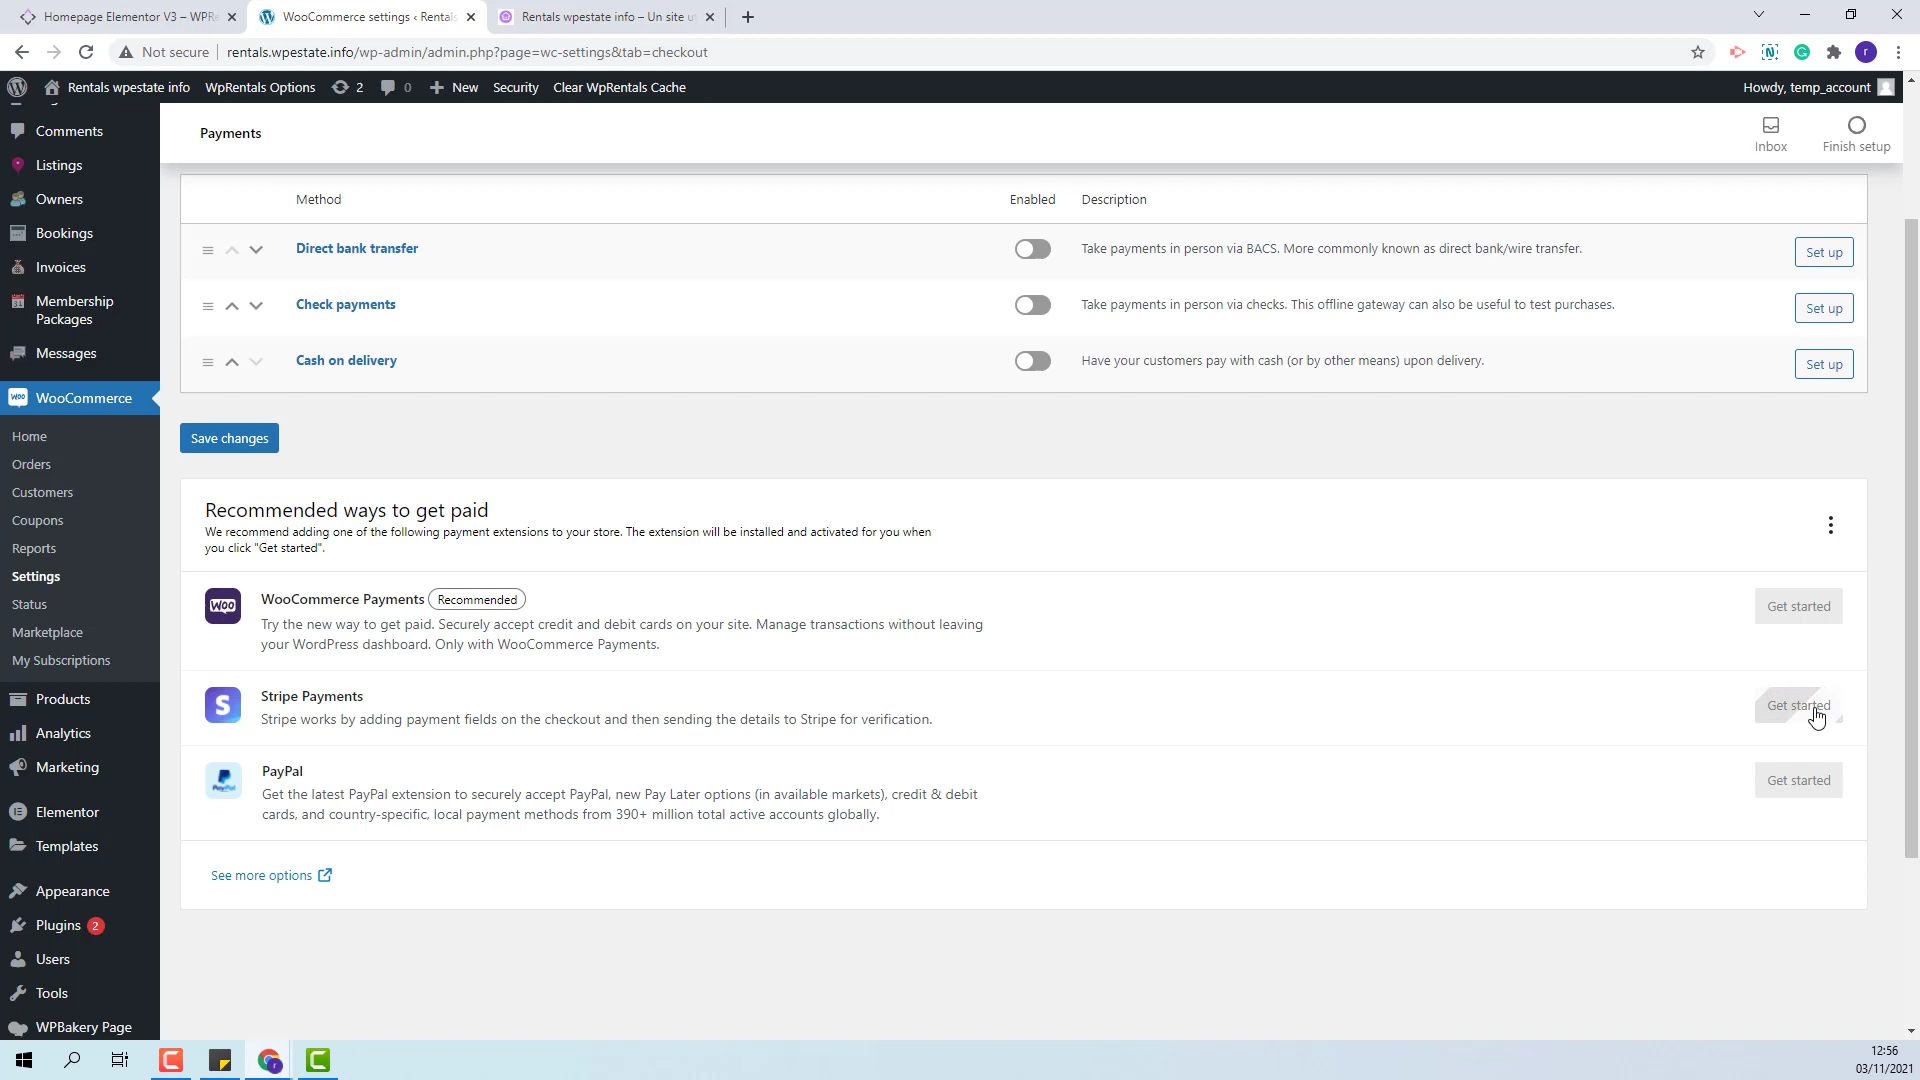 Homepage Elementor V3 – WPRe
WooCommerce settings ‹ Rentals
Rentals wpestate info – Un site u
Not secure
rentals.wpestate.info/wp-admin/admin.php?page=wc-settings&tab=checkout
r
Rentals wpestate info
WpRentals Options
2
0
New
Security
Clear WpRentals Cache
Howdy, temp_account
Comments
Listings
Owners
Bookings
Invoices
Membership
Packages
Messages
WooCommerce
Home
Orders
Customers
Coupons
Reports
Settings
Status
Marketplace
My Subscriptions
Products
Analytics
Marketing
Elementor
Templates
Appearance
Plugins 2
Users
Tools
WPBakery Page
Payments
Inbox
Finish setup
Method
Enabled
Description
Direct bank transfer
Take payments in person via BACS. More commonly known as direct bank/wire transfer.
Set up
Check payments
Take payments in person via checks. This offline gateway can also be useful to test purchases.
Set up
Cash on delivery
Have your customers pay with cash (or by other means) upon delivery.
Set up
Save changes
Recommended ways to get paid
We recommend adding one of the following payment extensions to your store. The extension will be installed and activated for you when
you click "Get started".
WOO
WooCommerce Payments Recommended
Try the new way to get paid. Securely accept credit and debit cards on your site. Manage transactions without leaving
your WordPress dashboard. Only with WooCommerce Payments.
Get started
S
Stripe Payments
Stripe works by adding payment fields on the checkout and then sending the details to Stripe for verification.
Get started
PayPal
PayPal
Get the latest PayPal extension to securely accept PayPal, new Pay Later options (in available markets), credit & debit
cards, and country-specific, local payment methods from 390+ million total active accounts globally.
Get started
See more options
12:56
03/11/2021